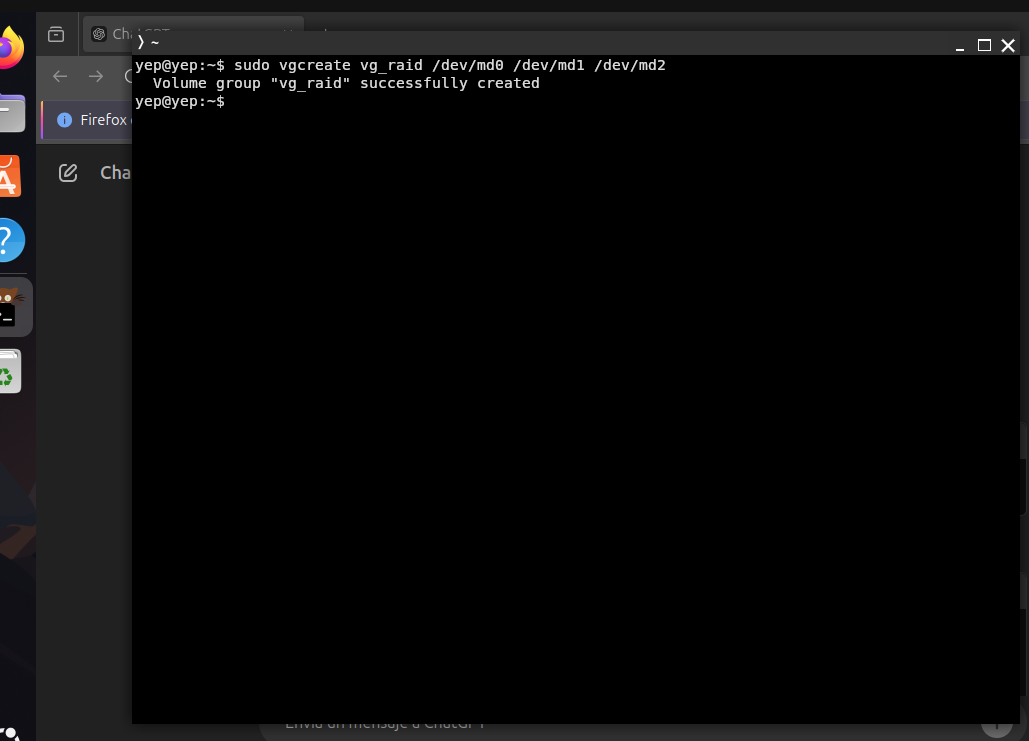 ~
yep@yep:~$ sudo vgcreate vg_raid /dev/md0 /dev/md1 /dev/md2
  Volume group "vg_raid" successfully created
yep@yep:~$
Firefox
Cha
Envía un mensaje a ChatGPT